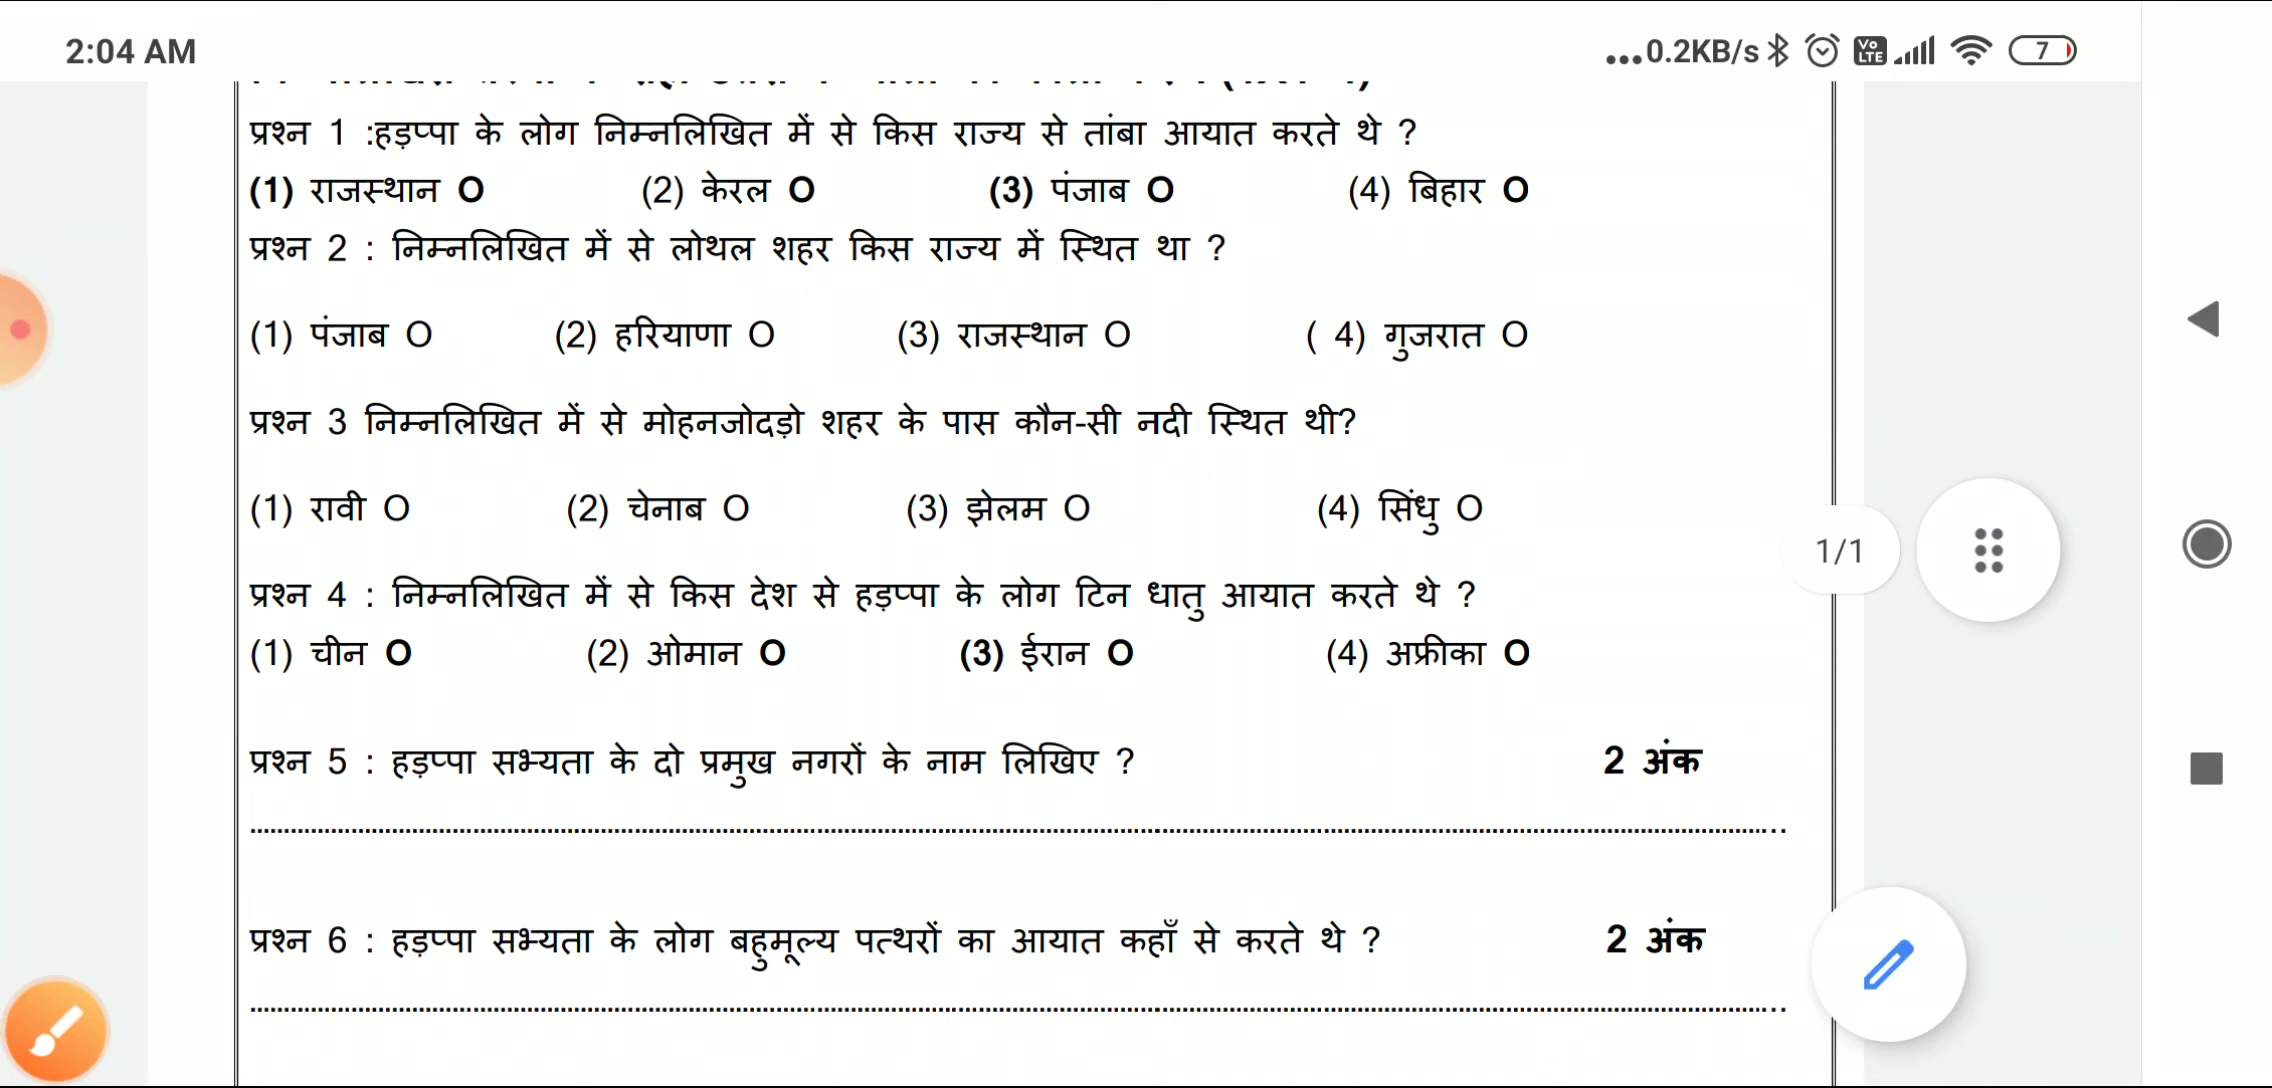 2:04 AM
...0.2KB/s Vo LTE 7
प्रश्न 1 :हड़प्पा के लोग निम्नलिखित में से किस राज्य से तांबा आयात करते थे ?
(1) राजस्थान O (2) केरल O (3) पंजाब O (4) बिहार O
प्रश्न 2 : निम्नलिखित में से लोथल शहर किस राज्य में स्थित था ?
(1) पंजाब O (2) हरियाणा O (3) राजस्थान O ( 4) गुजरात O
प्रश्न 3 निम्नलिखित में से मोहनजोदड़ो शहर के पास कौन-सी नदी स्थित थी?
(1) रावी O (2) चेनाब O (3) झेलम O (4) सिंधु O
1/1
प्रश्न 4 : निम्नलिखित में से किस देश से हड़प्पा के लोग टिन धातु आयात करते थे ?
(1) चीन O (2) ओमान O (3) ईरान O (4) अफ्रीका O
प्रश्न 5 : हड़प्पा सभ्यता के दो प्रमुख नगरों के नाम लिखिए ? 2 अंक
प्रश्न 6 : हड़प्पा सभ्यता के लोग बहुमूल्य पत्थरों का आयात कहाँ से करते थे ? 2 अंक